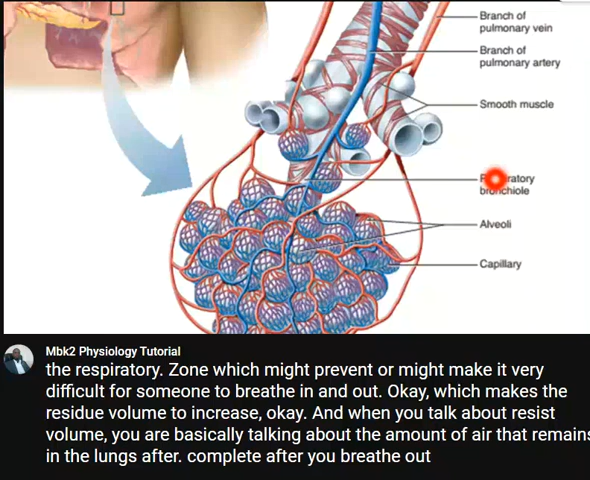 Branch of
pulmonary vein
Branch of
pulmonary artery
Smooth muscle
bronchiole
Alveoli
Capillary
Mbk2 Physiology Tutorial
the respiratory. Zone which might prevent or might make it very
difficult for someone to breathe in and out. Okay, which makes the
residue volume to increase, okay. And when you talk about resist
volume, you are basically talking about the amount of air that remains
in the lungs after. complete after you breathe out